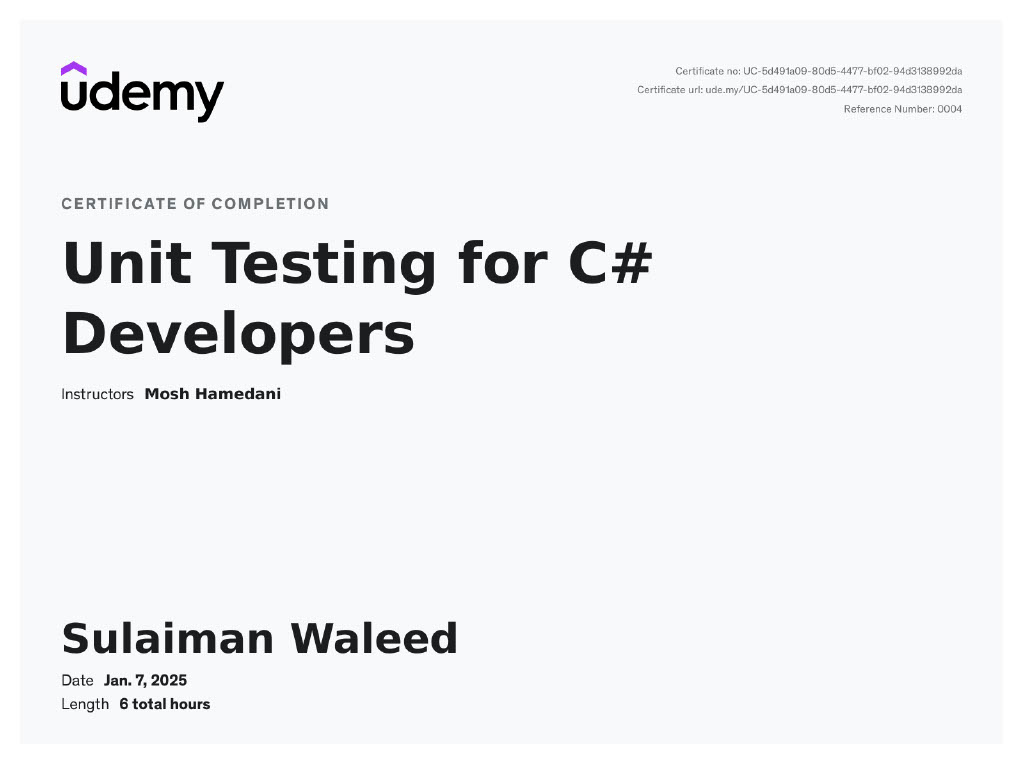 udemy
Certificate no: UC-5d491a09-80d5-4477-bf02-94d3138992da
Certificate url: ude.my/UC-5d491a09-80d5-4477-bf02-94d3138992da
Reference Number: 0004
CERTIFICATE OF COMPLETION
Unit Testing for C#
Developers
Instructors Mosh Hamedani
Sulaiman Waleed
Date Jan. 7, 2025
Length 6 total hours